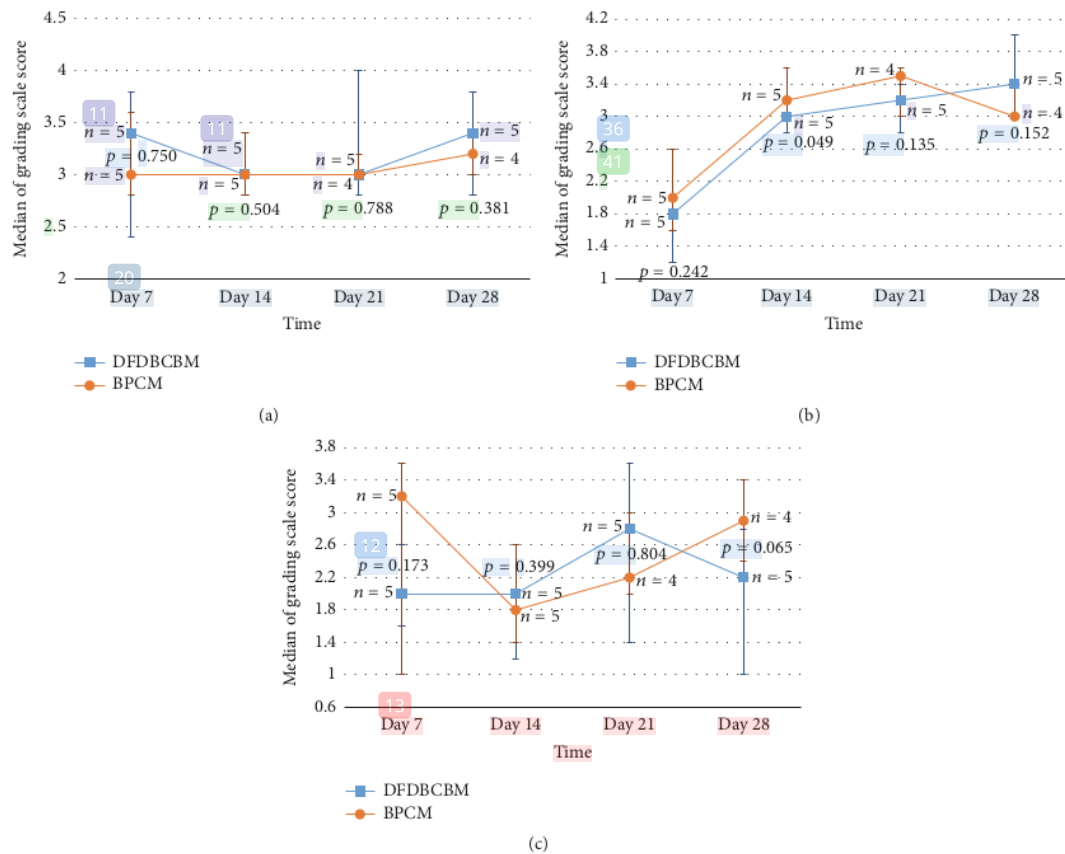 4.5
4
3.5
3
2.5
2
Median of grading scale score
11
11
20
n = 5
n = 5
p = 0.750
n = 5
n = 5
p = 0.504
n = 5
n = 4
p = 0.788
n = 5
n = 4
p = 0.381
Day 7 Day 14 Day 21 Day 28
Time
DFDBCBM
BPCM
(a)
4.2
3.8
3.4
3
2.6
2.2
1.8
1.4
1
Median of grading scale score
36
41
n = 5
n = 5
p = 0.242
n = 5
n = 5
p = 0.049
n = 4
n = 5
p = 0.135
n = 5
n = 4
p = 0.152
Day 7 Day 14 Day 21 Day 28
Time
DFDBCBM
BPCM
(b)
3.8
3.4
3
2.6
2.2
1.8
1.4
1
0.6
Median of grading scale score
12
13
n = 5
p = 0.173
n = 5
p = 0.399
n = 5
n = 5
n = 5
p = 0.804
n = 4
n = 4
p = 0.065
n = 5
Day 7 Day 14 Day 21 Day 28
Time
DFDBCBM
BPCM
(c)